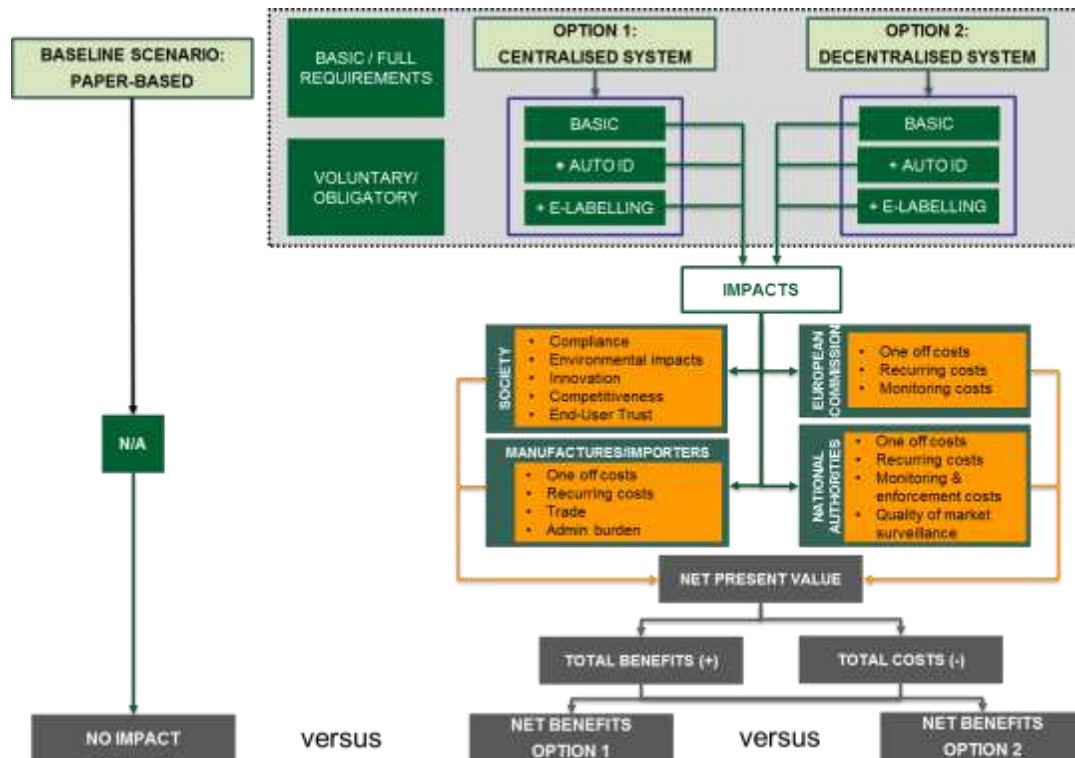 BASELINE SCENARIO:
PAPER-BASED
BASIC / FULL
REQUIREMENTS
VOLUNTARY/
OBLIGATORY
OPTION 1:
CENTRALISED SYSTEM
BASIC
+ AUTO ID
+ E-LABELLING
OPTION 2:
DECENTRALISED SYSTEM
BASIC
+ AUTO ID
+ E-LABELLING
IMPACTS
SOCIETY
• Compliance
• Environmental impacts
• Innovation
• Competitiveness
• End-User Trust
EUROPEAN
COMMISSION
• One off costs
• Recurring costs
• Monitoring costs
N/A
MANUFACTURES/IMPORTERS
• One off costs
• Recurring costs
• Trade
• Admin. burden
NATIONAL
AUTHORITIES
• One off costs
• Recurring costs
• Monitoring &
enforcement costs
• Quality of market
surveillance
NET PRESENT VALUE
TOTAL BENEFITS (+)
TOTAL COSTS (-)
NO IMPACT
versus
NET BENEFITS
OPTION 1
versus
NET BENEFITS
OPTION 2